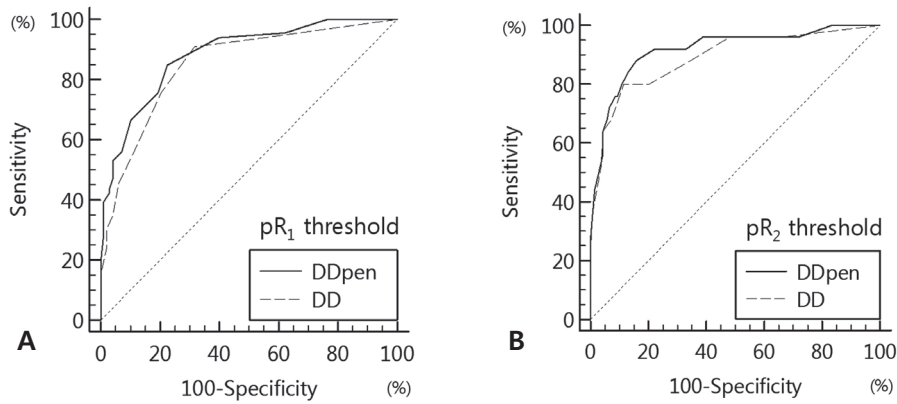 (%)
100
80
60
40
20
0
Sensitivity
pR1 threshold
DDpen
DD
A
0 20 40 60 80 100
100-Specificity (%)
(%)
100
80
60
40
20
0
Sensitivity
pR2 threshold
DDpen
DD
B
0 20 40 60 80 100
100-Specificity (%)